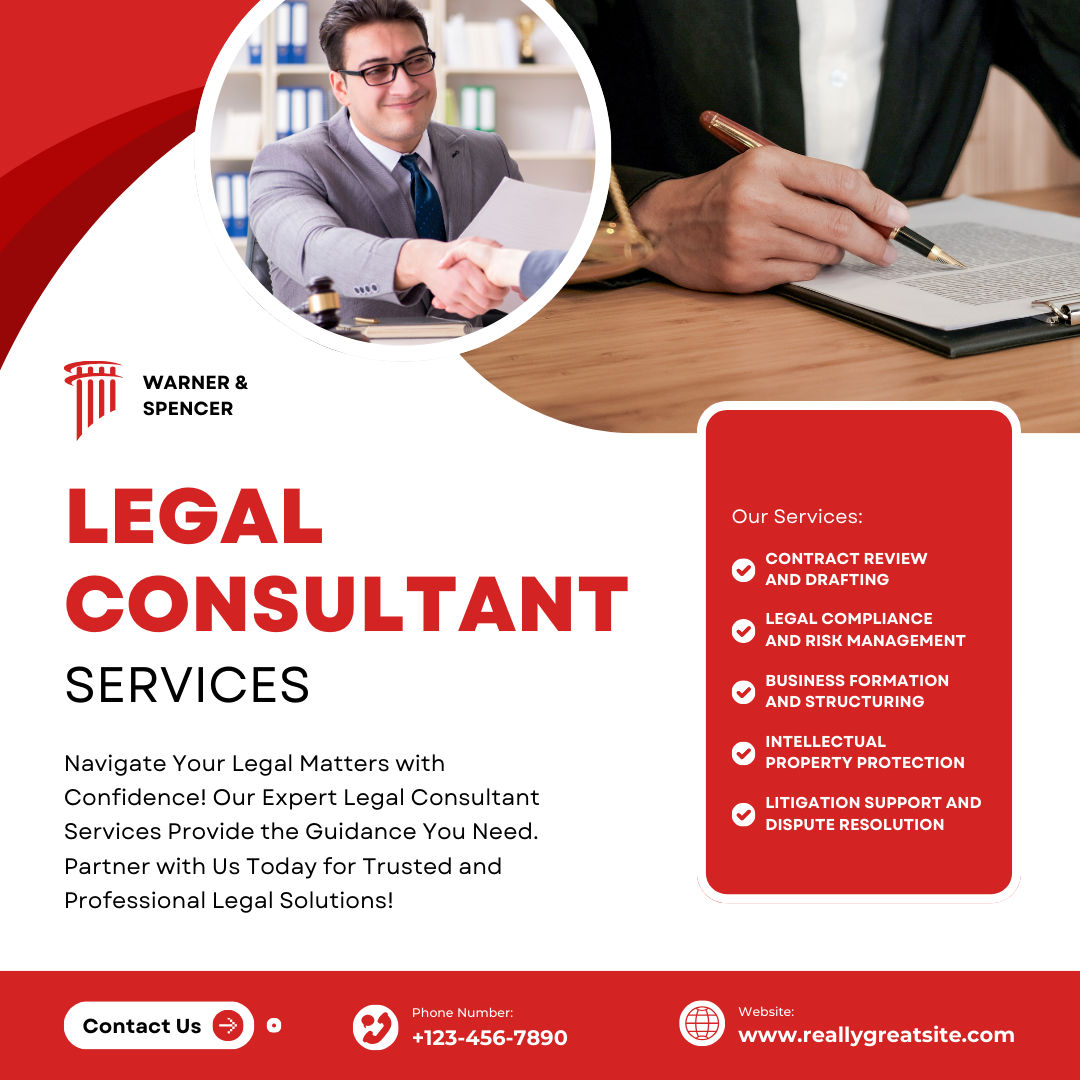 WARNER &
SPENCER
LEGAL
CONSULTANT
SERVICES
Navigate Your Legal Matters with
Confidence! Our Expert Legal Consultant
Services Provide the Guidance You Need.
Partner with Us Today for Trusted and
Professional Legal Solutions!
Our Services:
CONTRACT REVIEW
AND DRAFTING
LEGAL COMPLIANCE
AND RISK MANAGEMENT
BUSINESS FORMATION
AND STRUCTURING
INTELLECTUAL
PROPERTY PROTECTION
LITIGATION SUPPORT AND
DISPUTE RESOLUTION
Contact Us
Phone Number:
+123-456-7890
Website:
www.reallygreatsite.com